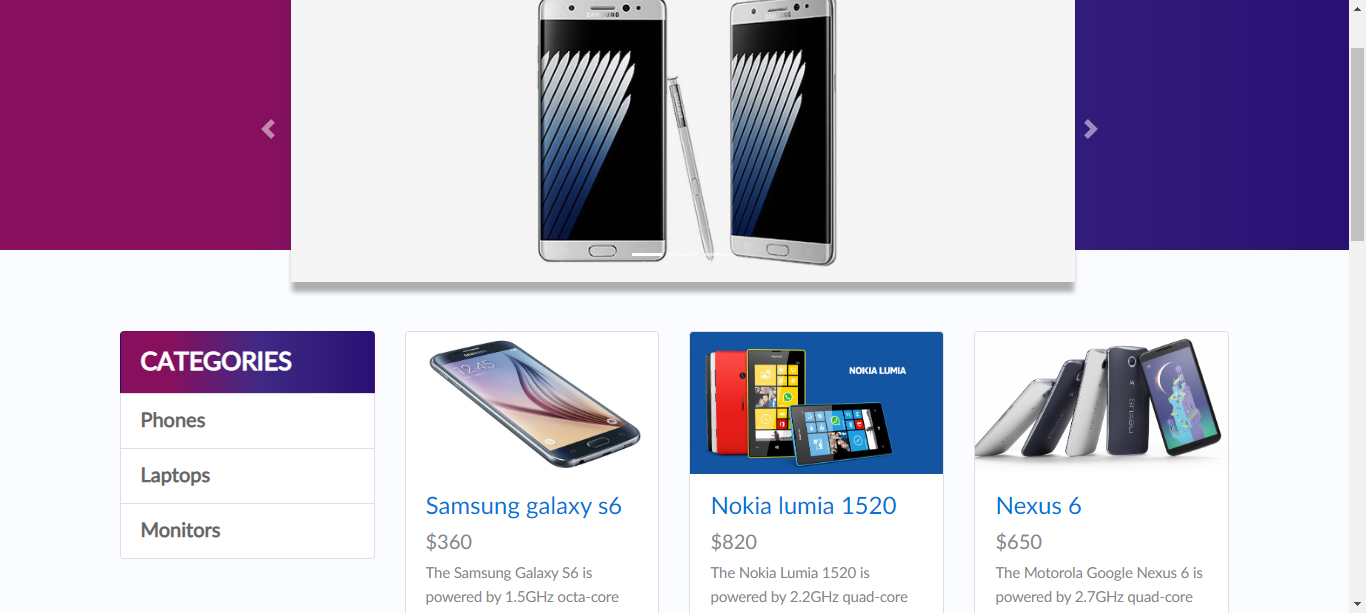 SAMSUNG
CATEGORIES
Phones
Laptops
Monitors
12:45
Samsung galaxy s6
$360
The Samsung Galaxy S6 is
powered by 1.5GHz octa-core
NOKIA LUMIA
Nokia lumia 1520
$820
The Nokia Lumia 1520 is
powered by 2.2GHz quad-core
nexus
Nexus 6
$650
The Motorola Google Nexus 6 is
powered by 2.7GHz quad-core